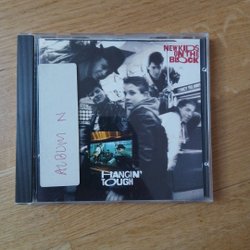 NEW KIDS
ON THE
BLOCK
ALBUM N
HANGIN'
TOUGH